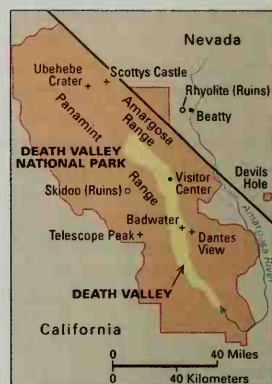 Nevada
Ubehebe
Crater
Scottys Castle
Rhyolite (Ruins)
Beatty
Amargosa
Range
Panamint
Range
DEATH VALLEY
NATIONAL PARK
Visitor
Center
Devils
Hole
Skidoo (Ruins)
Badwater
Telescope Peak
Dantes
View
Amargosa River
DEATH VALLEY
California
0 40 Miles
0 40 Kilometers